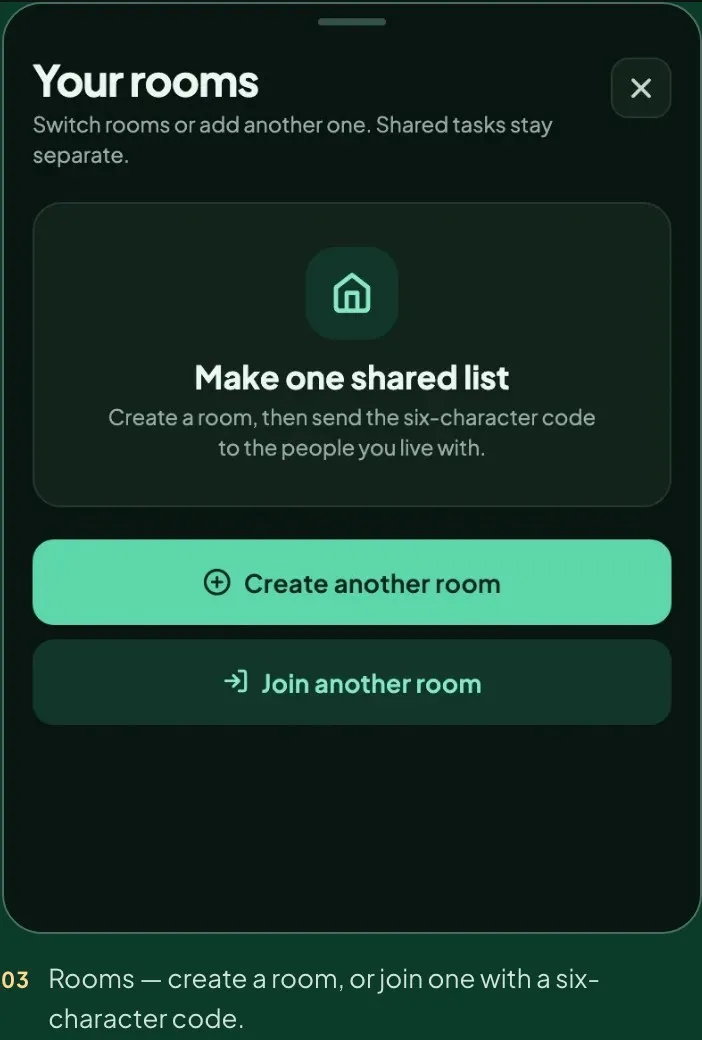 Your rooms
Switch rooms or add another one. Shared tasks stay
separate.
Make one shared list
Create a room, then send the six-character code
to the people you live with.
Create another room
Join another room
03 Rooms — create a room, or join one with a six-
character code.